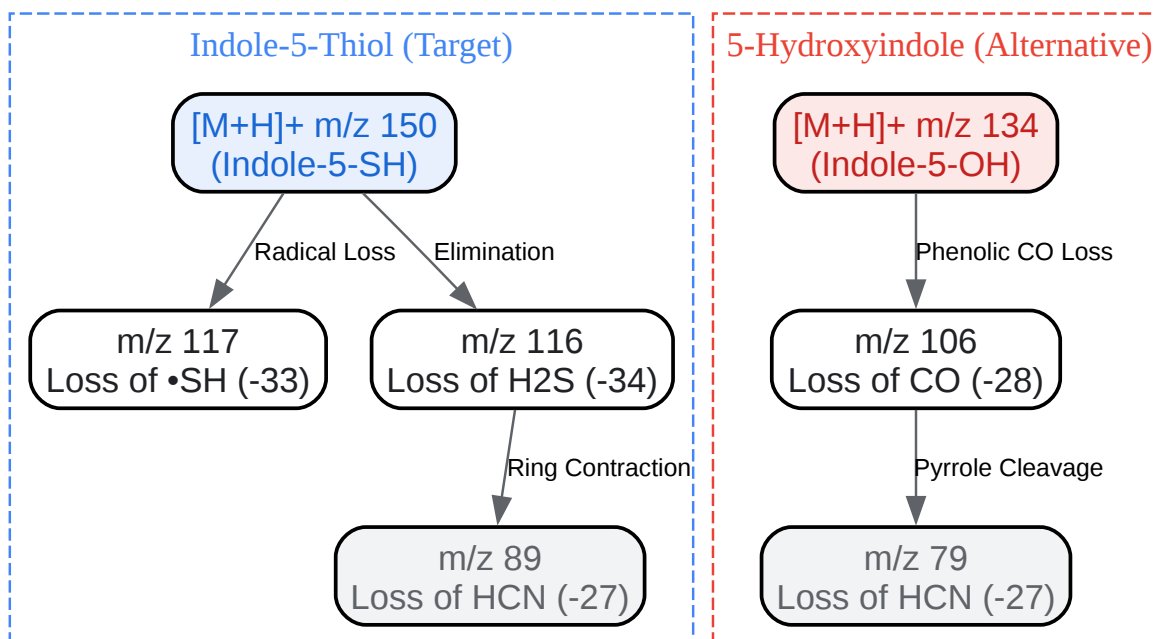 Indole-5-Thiol (Target)
[M+H]+ m/z 150
(Indole-5-SH)
Radical Loss
Elimination
m/z 117
Loss of •SH (-33)
m/z 116
Loss of H2S (-34)
Ring Contraction
m/z 89
Loss of HCN (-27)
5-Hydroxyindole (Alternative)
[M+H]+ m/z 134
(Indole-5-OH)
Phenolic CO Loss
m/z 106
Loss of CO (-28)
Pyrrole Cleavage
m/z 79
Loss of HCN (-27)